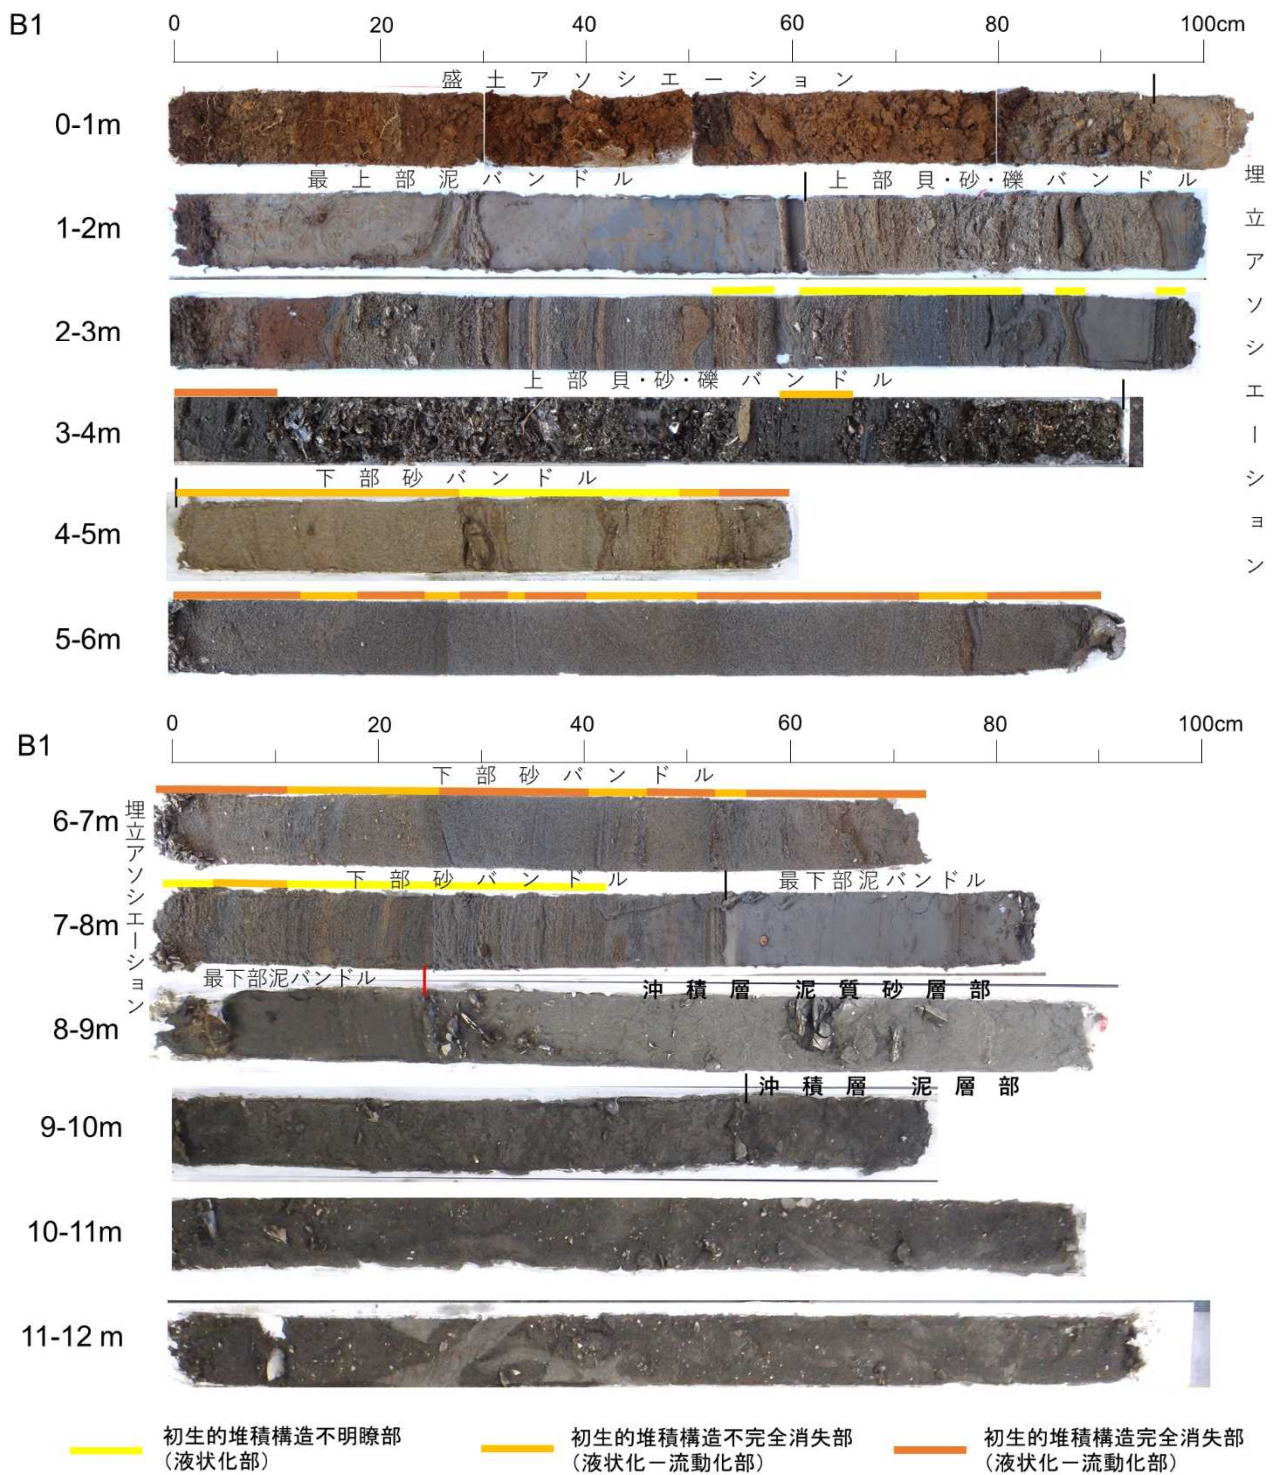 B1
0 20 40 60 80 100cm
盛土アソシエーション
0-1m
最上部泥バンドル 上部貝・砂・礫 バンドル
1-2m
2-3m
上部貝・砂・礫 バンドル
3-4m
下部砂バンドル
4-5m
5-6m
埋立アソシエーション
B1
0 20 40 60 80 100cm
下部砂バンドル
6-7m
埋立アソシエーション
下部砂バンドル 最下部泥バンドル
7-8m
最下部泥バンドル 沖積層 泥質砂層部
8-9m
沖積層 泥層部
9-10m
10-11m
11-12 m
初生的堆積構造不明瞭部
(液状化部)
初生的堆積構造不完全消失部
(液状化ー流動化部)
初生的堆積構造完全消失部
(液状化ー流動化部)